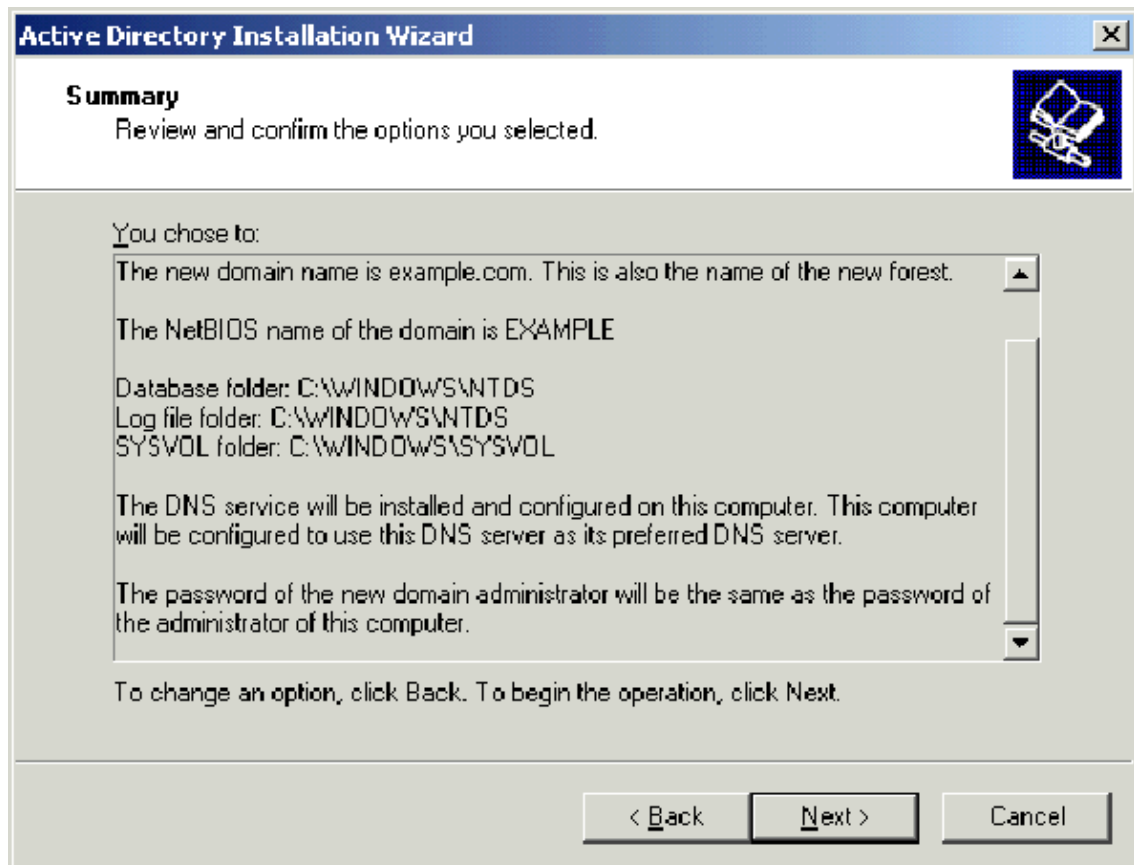 Active Directory Installation Wizard
Summary
Review and confirm the options you selected.
You chose to:
The new domain name is example.com. This is also the name of the new forest.
The NetBIOS name of the domain is EXAMPLE
Database folder: C:\WINDOWS\NTDS
Log file folder: C:\WINDOWS\NTDS
SYSVOL folder: C:\WINDOWS\SYSVOL
The DNS service will be installed and configured on this computer. This computer
will be configured to use this DNS server as its preferred DNS server.
The password of the new domain administrator will be the same as the password of
the administrator of this computer.
To change an option, click Back. To begin the operation, click Next.
< Back Next > Cancel